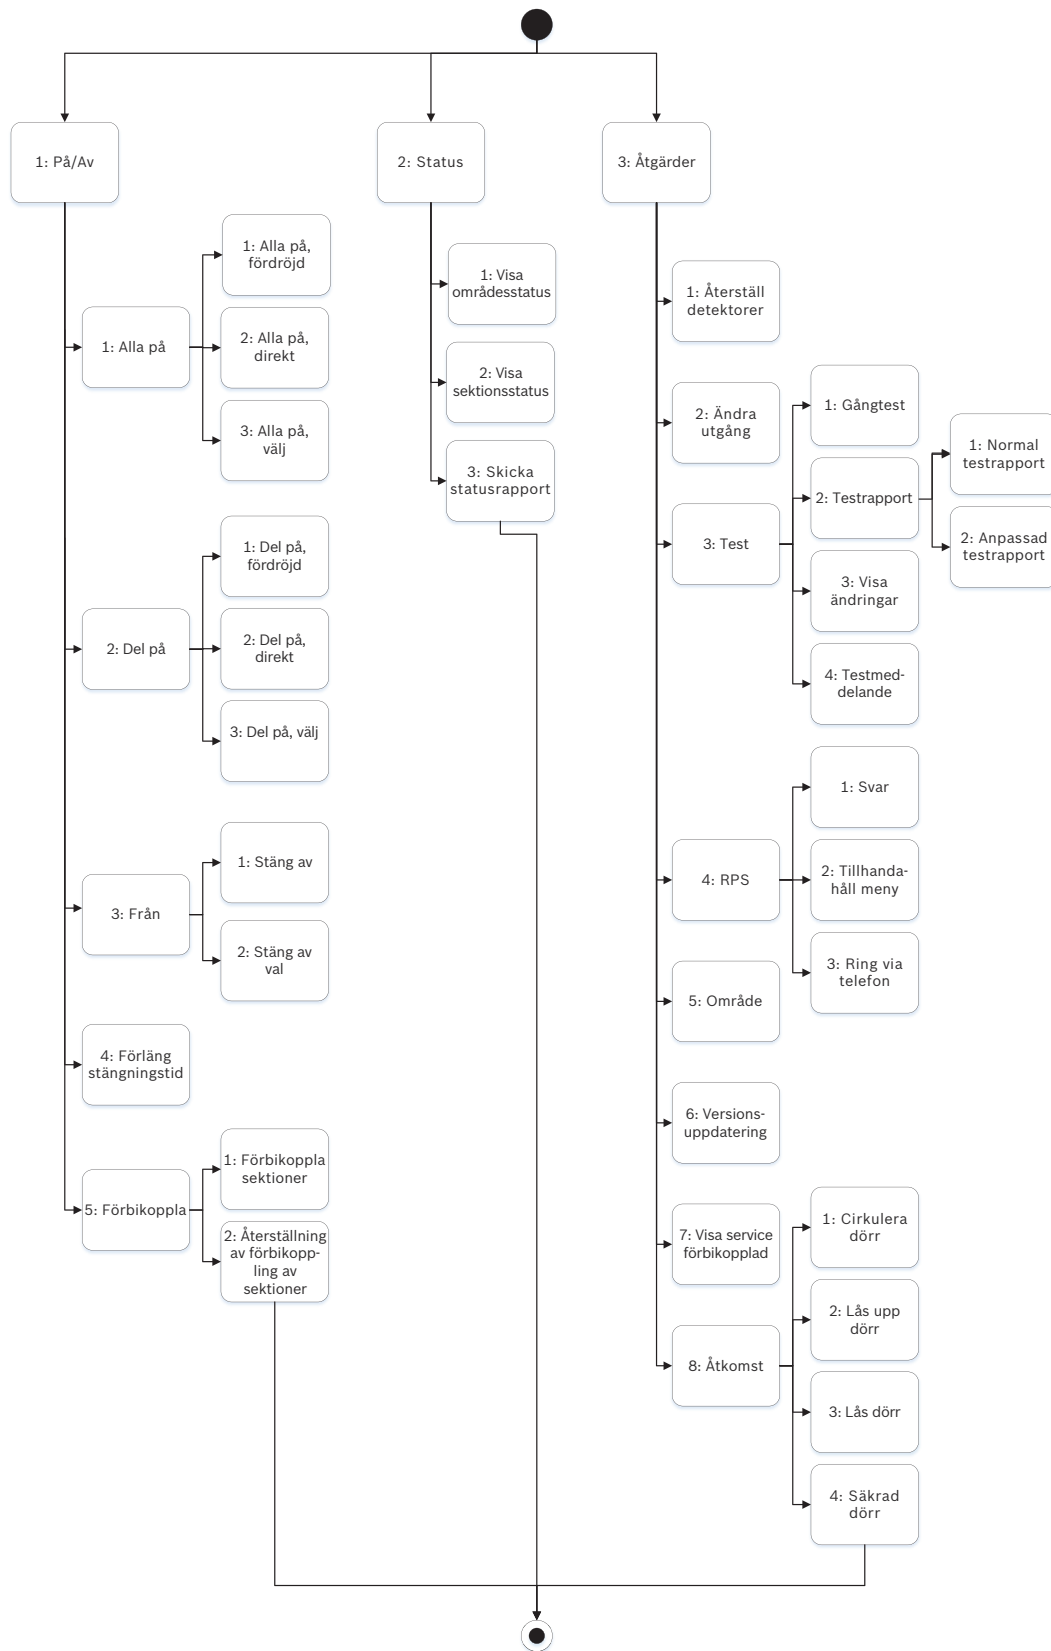 1: På/Av
1: Alla på
1: Alla på,
fördröjd
2: Alla på,
direkt
3: Alla på,
välj
2: Del på
1: Del på,
fördröjd
2: Del på,
direkt
3: Del på, välj
3: Från
1: Stäng av
2: Stäng av
val
4: Förläng
stängningstid
5: Förbikoppla
1: Förbikoppla
sektioner
2: Återställning
av förbikopp-
ling av
sektioner
2: Status
1: Visa
områdesstatus
2: Visa
sektionsstatus
3: Skicka
statusrapport
3: Åtgärder
1: Återställ
detektorer
2: Ändra
utgång
3: Test
1: Gångtest
2: Testrapport
1: Normal
testrapport
2: Anpassad
testrapport
3: Visa
ändringar
4: Testmed-
delande
4: RPS
1: Svar
2: Tillhanda-
håll meny
3: Ring via
telefon
5: Område
6: Versions-
uppdatering
7: Visa service
förbikopplad
8: Åtkomst
1: Cirkulera
dörr
2: Lås upp
dörr
3: Lås dörr
4: Säkrad
dörr